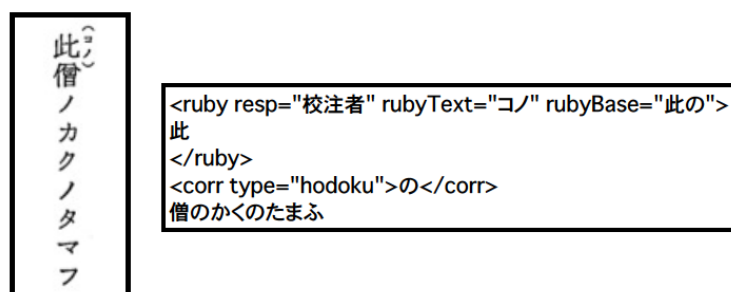 此僧ノカクノタマフ
（コノ）
<ruby resp="校注者" rubyText="コノ" rubyBase="此の">
此
</ruby>
<corr type="hodoku">の</corr>
僧のかくのたまふ